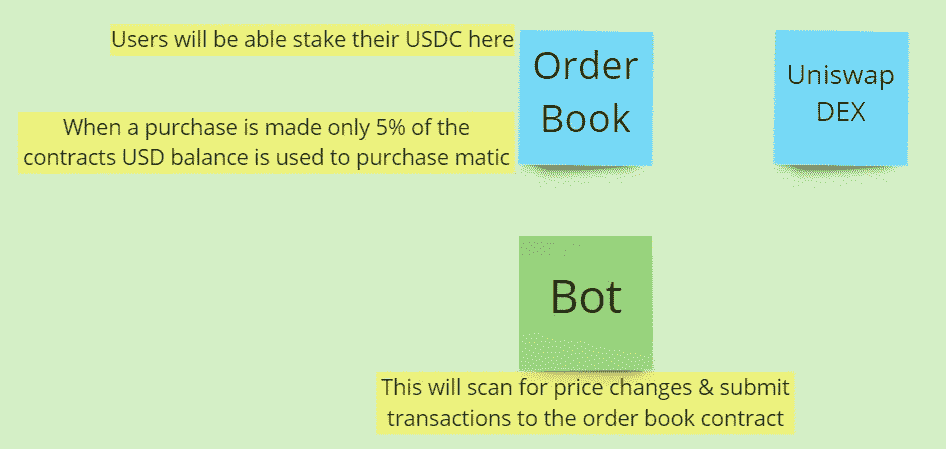 Users will be able stake their USDC here
Order
Book
Uniswap
DEX
When a purchase is made only 5% of the
contracts USD balance is used to purchase matic
Bot
This will scan for price changes & submit
transactions to the order book contract